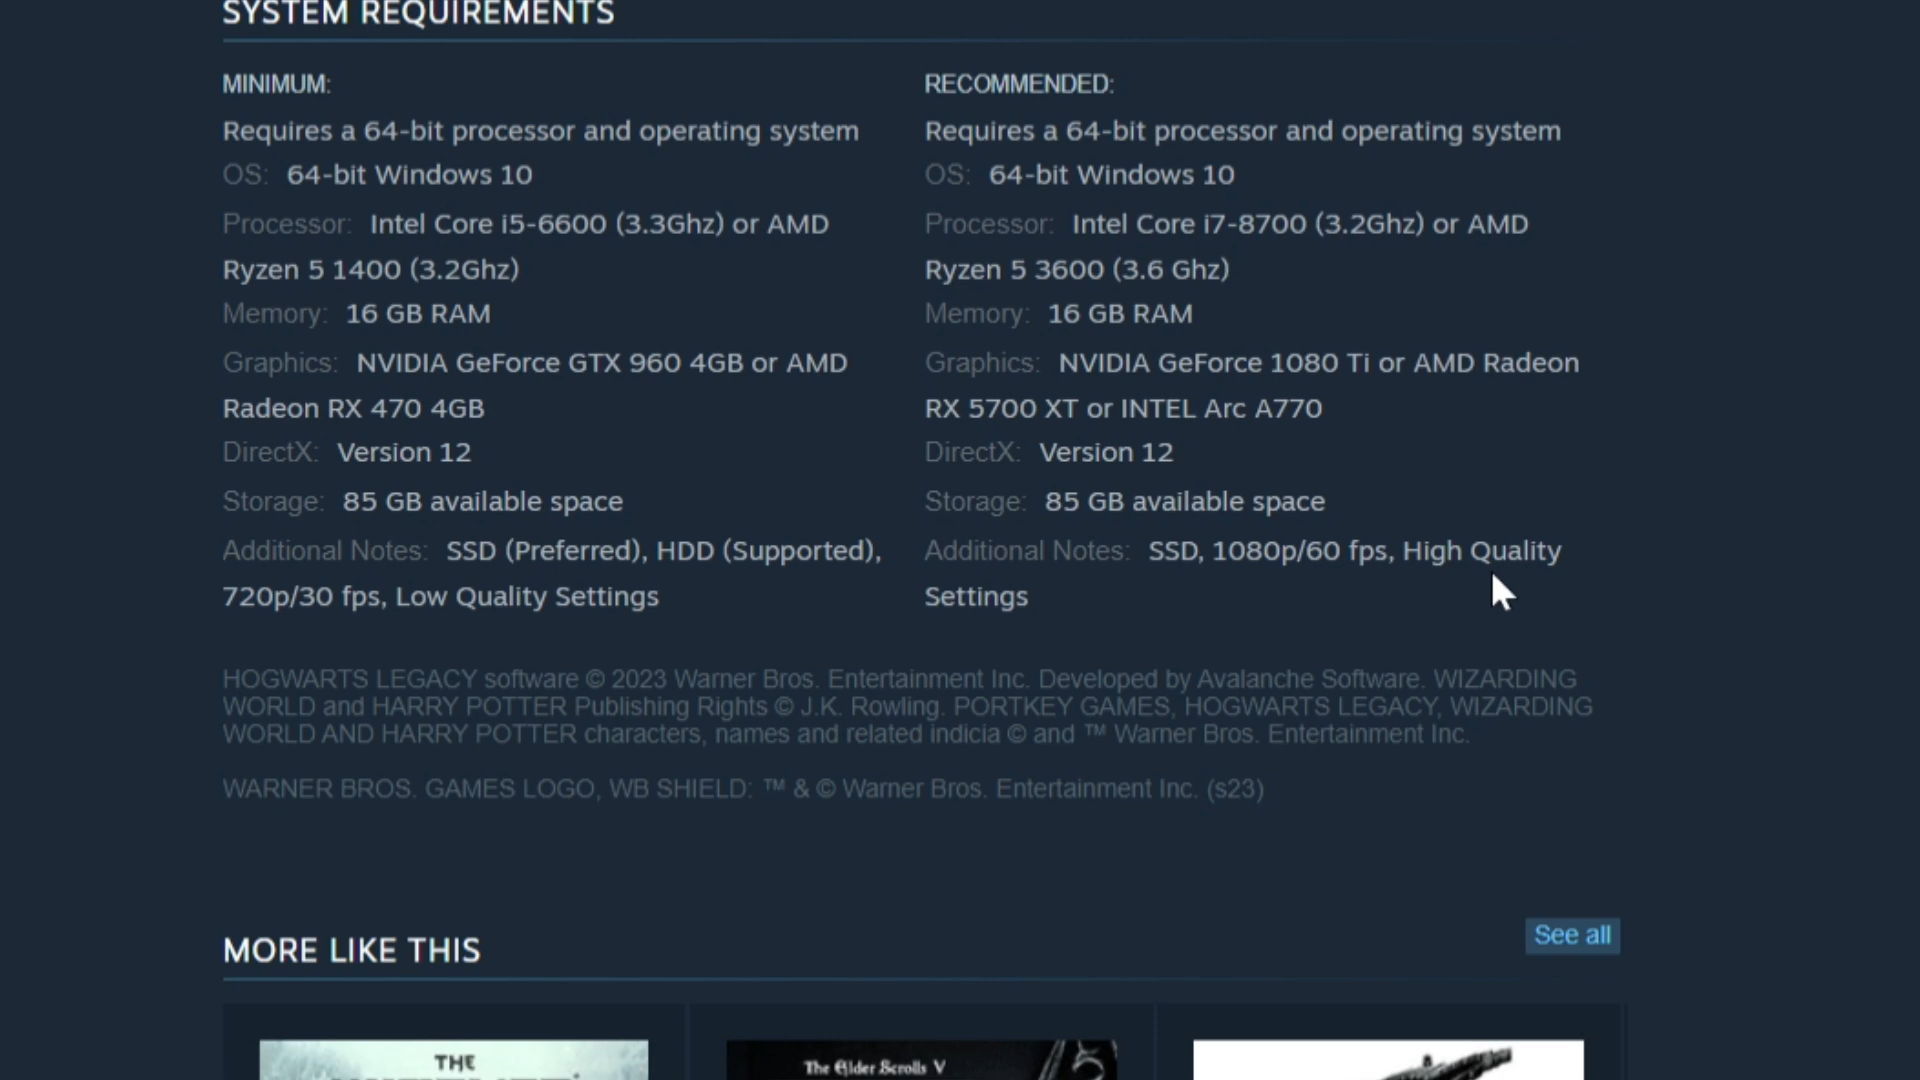 SYSTEM REQUIREMENTS
MINIMUM:
Requires a 64-bit processor and operating system
OS: 64-bit Windows 10
Processor: Intel Core i5-6600 (3.3Ghz) or AMD
Ryzen 5 1400 (3.2Ghz)
Memory: 16 GB RAM
Graphics: NVIDIA GeForce GTX 960 4GB or AMD
Radeon RX 470 4GB
DirectX: Version 12
Storage: 85 GB available space
Additional Notes: SSD (Preferred), HDD (Supported),
720p/30 fps, Low Quality Settings
RECOMMENDED:
Requires a 64-bit processor and operating system
OS: 64-bit Windows 10
Processor: Intel Core i7-8700 (3.2Ghz) or AMD
Ryzen 5 3600 (3.6 Ghz)
Memory: 16 GB RAM
Graphics: NVIDIA GeForce 1080 Ti or AMD Radeon
RX 5700 XT or INTEL Arc A770
DirectX: Version 12
Storage: 85 GB available space
Additional Notes: SSD, 1080p/60 fps, High Quality
Settings
HOGWARTS LEGACY software © 2023 Warner Bros. Entertainment Inc. Developed by Avalanche Software. WIZARDING
WORLD and HARRY POTTER Publishing Rights © J.K. Rowling. PORTKEY GAMES, HOGWARTS LEGACY, WIZARDING
WORLD AND HARRY POTTER characters, names and related indicia © and ™ Warner Bros. Entertainment Inc.
WARNER BROS. GAMES LOGO, WB SHIELD: ™ & © Warner Bros. Entertainment Inc. (s23)
MORE LIKE THIS
See all
THE
The Elder Scrolls V